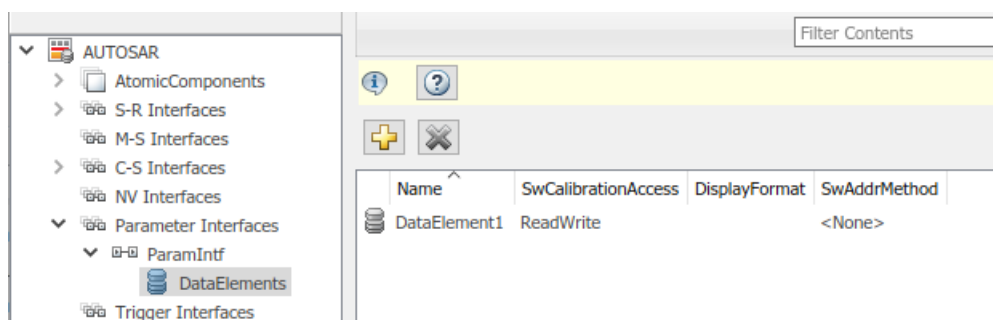 Filter Contents
AUTOSAR
AtomicComponents
S-R Interfaces
M-S Interfaces
C-S Interfaces
NV Interfaces
Parameter Interfaces
ParamIntf
DataElements
Trigger Interfaces
Name SwCalibrationAccess DisplayFormat SwAddrMethod
DataElement1 ReadWrite <None>